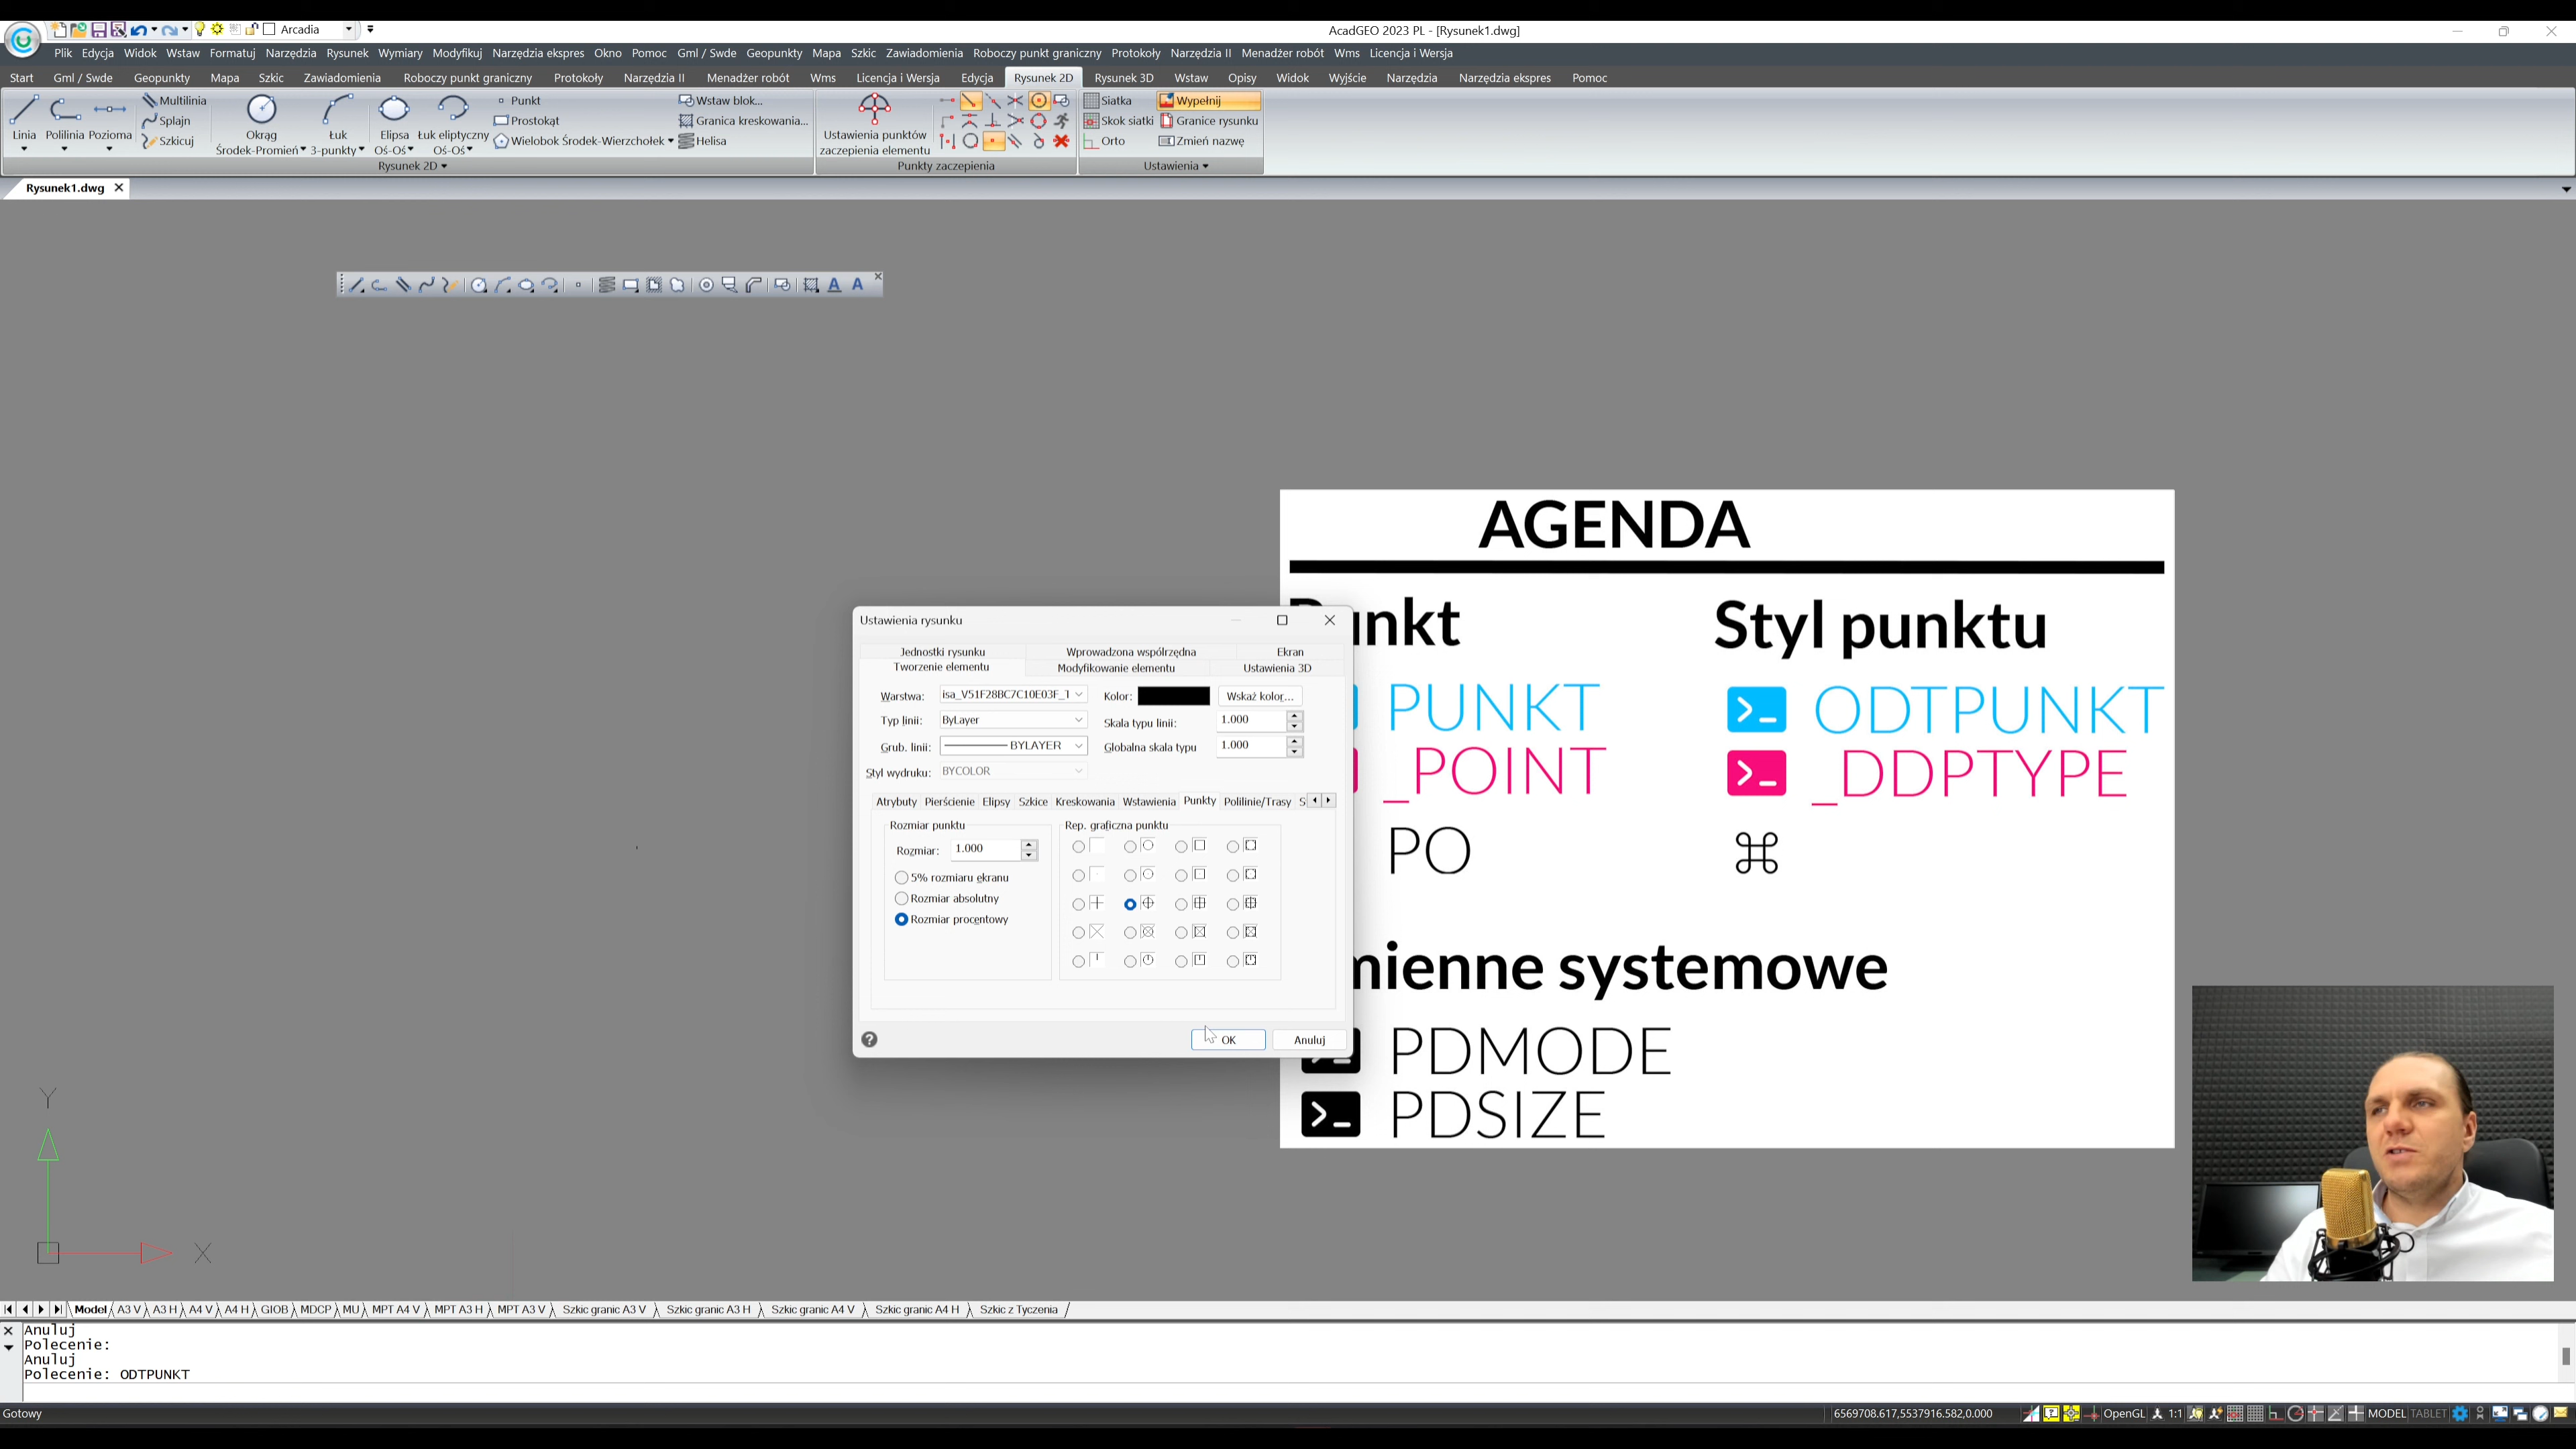 Arcadia
AcadGEO 2023 PL - [Rysunek1.dwg]
Plik Edycja Widok Wstaw Formatuj Narzędzia Rysunek Wymiary Modyfikuj Narzędzia ekspres Okno Pomoc Gml / Swde Geopunkty Mapa Szkic Zawiadomienia Roboczy punkt graniczny Protokoły Narzędzia II Menadżer robót Wms Licencja i Wersja
Start Gml / Swde Geopunkty Mapa Szkic Zawiadomienia Roboczy punkt graniczny Protokoły Narzędzia II Menadżer robót Wms Licencja i Wersja Edycja Rysunek 2D Rysunek 3D Wstaw Opisy Widok Wyjście Narzędzia Narzędzia ekspres Pomoc
Linia
Polilinia
Pozioma
Multilinia
Splajn
Szkicuj
Okrąg
Środek-Promień
Łuk
3-punkty
Elipsa
Oś-Oś
Łuk eliptyczny
Oś-Oś
Punkt
Prostokąt
Wielobok Środek-Wierzchołek
Wstaw blok...
Granica kreskowania...
Helisa
Rysunek 2D
Ustawienia punktów
zaczepienia elementu
Punkty zaczepienia
Siatka
Skok siatki
Orto
Wypełnij
Granice rysunku
Zmień nazwę
Ustawienia
Rysunek1.dwg
AGENDA
Styl punktu
PUNKT
_POINT
PO
ODTPUNKT
_DDPTYPE
mienne systemowe
PDMODE
PDSIZE
Ustawienia rysunku
Jednostki rysunku Wprowadzona współrzędna Ekran
Tworzenie elementu Modyfikowanie elementu Ustawienia 3D
Warstwa: isa_V51F28BC7C10E03F_1 Kolor: Wskaż kolor...
Typ linii: ByLayer Skala typu linii: 1.000
Grub. linii: BYLAYER Globalna skala typu 1.000
Styl wydruku: BYCOLOR
Atrybuty Pierścienie Elipsy Szkice Kreskowania Wstawienia Punkty Polilinie/Trasy S
Rozmiar punktu
Rozmiar: 1.000
5% rozmiaru ekranu
Rozmiar absolutny
Rozmiar procentowy
Rep. graficzna punktu
OK Anuluj
Y
X
Model A3 V A3 H A4 V A4 H GIOB MDCP MU MPT A4 V MPT A3 H MPT A3 V Szkic granic A3 V Szkic granic A3 H Szkic granic A4 V Szkic granic A4 H Szkic z Tyczenia
Anuluj
Polecenie:
Anuluj
Polecenie: ODTPUNKT
Gotowy
6569708.617,5537916.582,0.000
OpenGL 1:1 MODEL TABLET